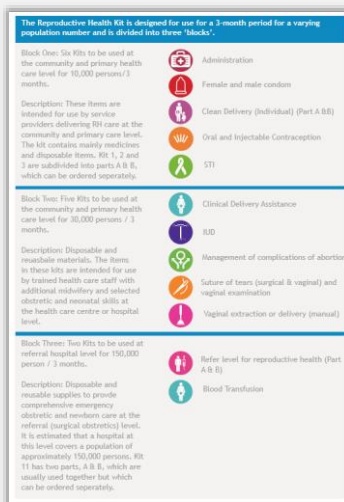 The Reproductive Health Kit is designed for use for a 3-month period for a varying
population number and is divided into three ‘blocks’.
Block One: Six Kits to be used at
the community and primary health
care level for 10,000 persons/3
months.
Description: These items are
intended for use by service
providers delivering RH care at the
community and primary care level.
The kit contains mainly medicines
and disposable items. Kit 1, 2 and
3 are subdivided into parts A & B,
which can be ordered seperately.
Administration
Female and male condom
Clean Delivery (Individual) (Part A &B)
Oral and Injectable Contraception
STI
Block Two: Five Kits to be used at
the community and primary health
care level for 30,000 persons / 3
months.
Description: Disposable and
reusable materials. The items
in these kits are intended for use
by trained health care staff with
additional midwifery and selected
obstetric and neonatal skills at
the health care centre or hospital
level.
Clinical Delivery Assistance
IUD
Management of complications of abortion
Suture of tears (surgical & vaginal) and
vaginal examination
Vaginal extraction or delivery (manual)
Block Three: Two Kits to be used at
referral hospital level for 150,000
person / 3 months.
Description: Disposable and
reusable supplies to provide
comprehensive emergency
obstetric and newborn care at the
referral (surgical obstetrics) level.
It is estimated that a hospital at
this level covers a population of
approximately 150,000 persons. Kit
11 has two parts, A & B, which are
usually used together but which
can be ordered seperately.
Refer level for reproductive health (Part
A & B)
Blood Transfusion